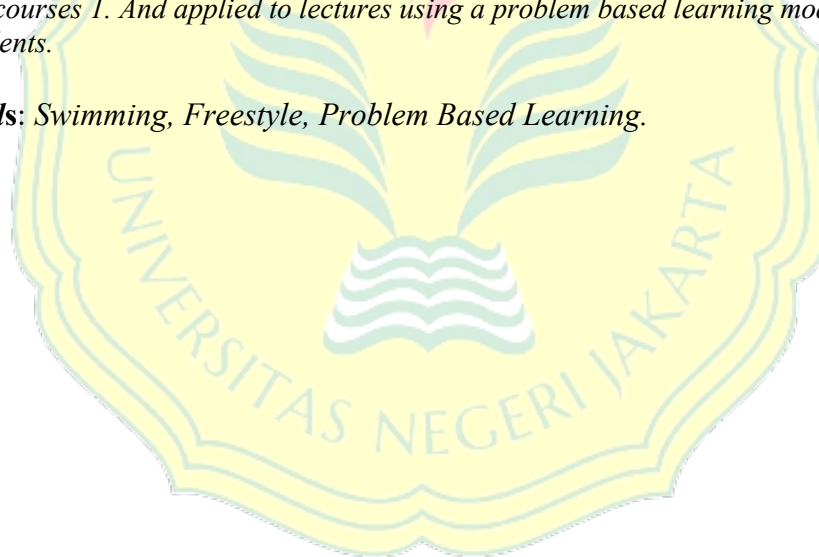 courses 1. And applied to lectures using a problem based learning
ents.
ds: Swimming, Freestyle, Problem Based Learning.
UNIVERSITAS NEGERI JAKARTA